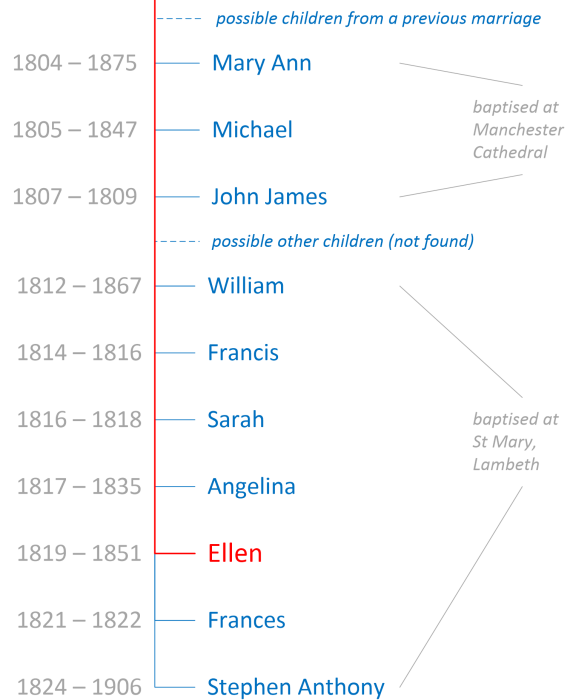 possible children from a previous marriage
1804 – 1875 Mary Ann
baptised at
Manchester
Cathedral
1805 – 1847 Michael
1807 – 1809 John James
possible other children (not found)
1812 – 1867 William
1814 – 1816 Francis
1816 – 1818 Sarah
baptised at
St Mary,
Lambeth
1817 – 1835 Angelina
1819 – 1851 Ellen
1821 – 1822 Frances
1824 – 1906 Stephen Anthony